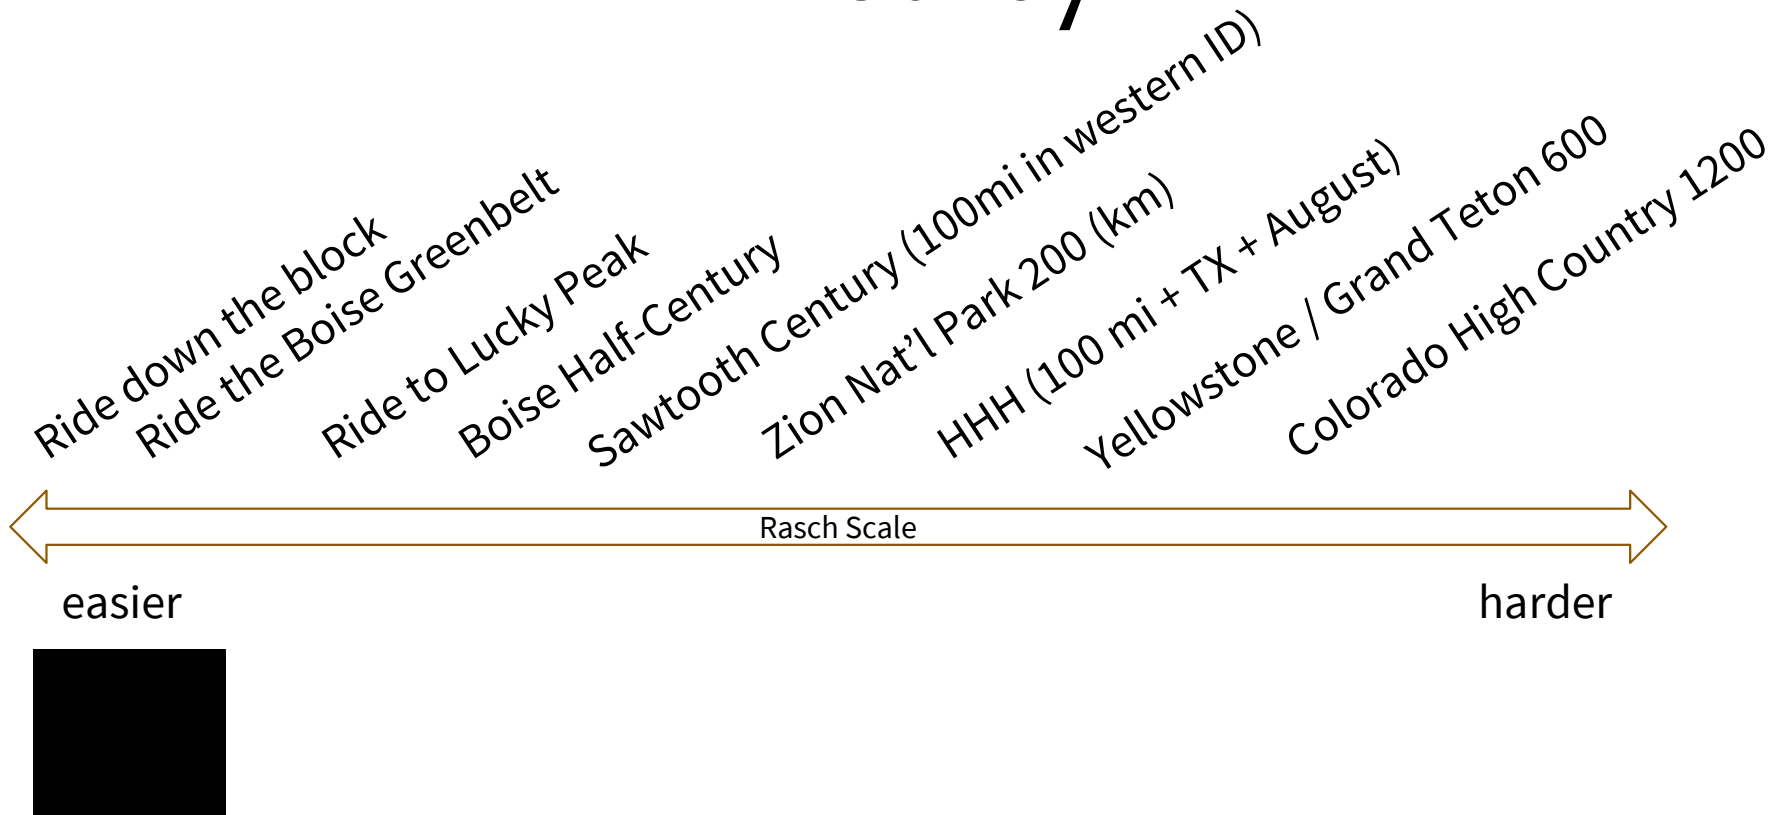 Ride down the block
Ride the Boise Greenbelt
Ride to Lucky Peak
Boise Half-Century
Sawtooth Century (100mi in western ID)
Zion Nat’l Park 200 (km)
HHH (100 mi + TX + August)
Yellowstone / Grand Teton 600
Colorado High Country 1200
Rasch Scale
easier
harder